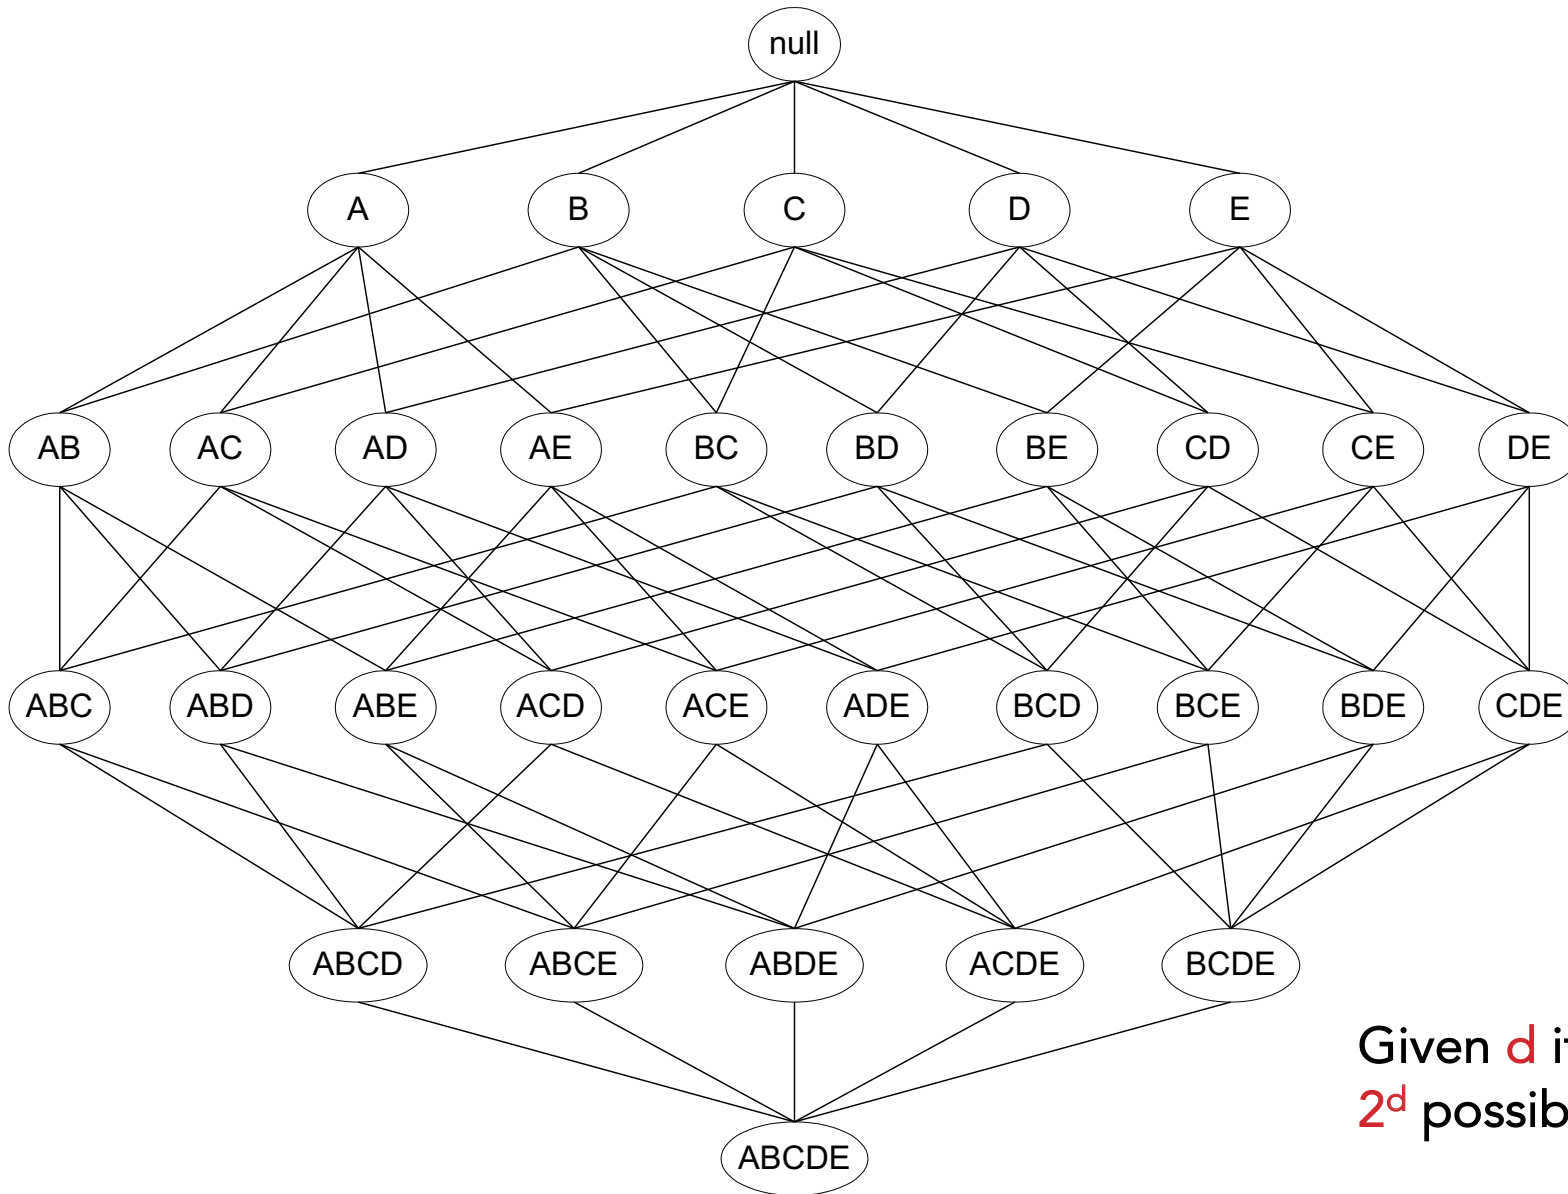 null
A B C D E
AB AC AD AE BC BD BE CD CE DE
ABC ABD ABE ACD ACE ADE BCD BCE BDE CDE
ABCD ABCE ABDE ACDE BCDE
Given d
2ᵈ
ABCDE